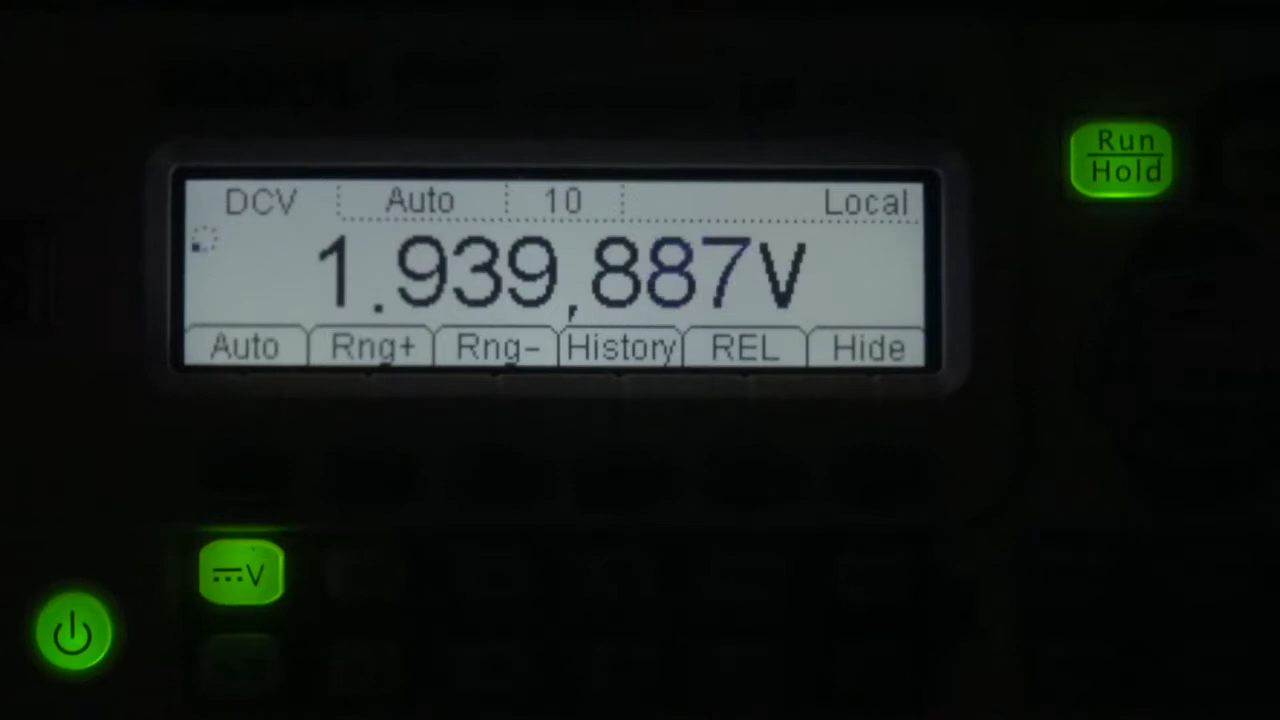 Run
Hold
DCV Auto 10 Local
1.939,887V
Auto Rng+ Rng- History REL Hide
V